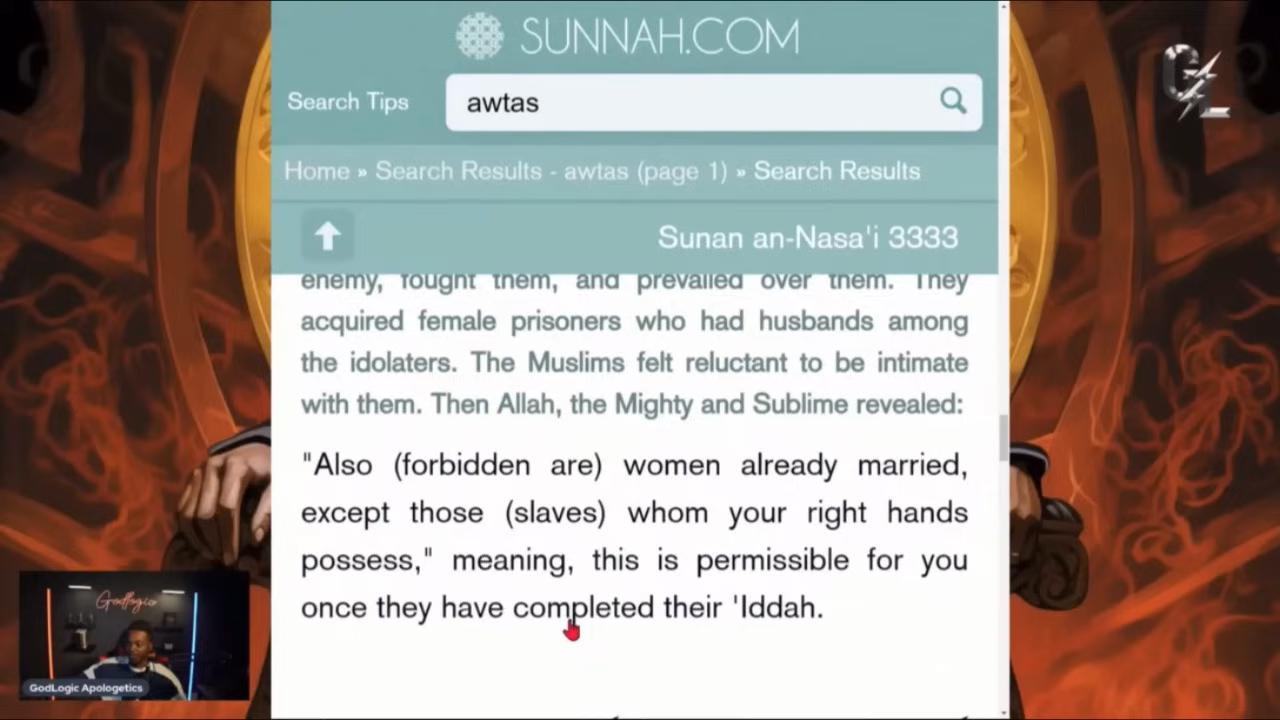 SUNNAH.COM
Search Tips
awtas
Home » Search Results - awtas (page 1) » Search Results
Sunan an-Nasa'i 3333
enemy, fought them, and prevailed over them. They
acquired female prisoners who had husbands among
the idolaters. The Muslims felt reluctant to be intimate
with them. Then Allah, the Mighty and Sublime revealed:
"Also (forbidden are) women already married,
except those (slaves) whom your right hands
possess," meaning, this is permissible for you
once they have completed their 'Iddah.
GL
Godlogic
GodLogic Apologetics